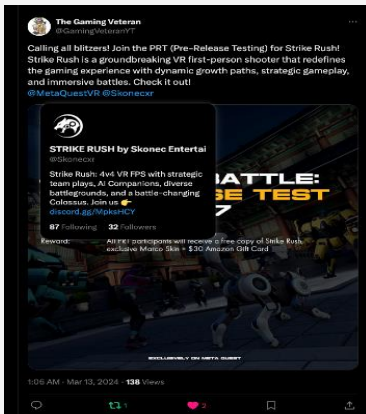 The Gaming Veteran
@GamingVeteranYT
Calling all blitzers! Join the PRT (Pre-Release Testing) for Strike Rush!
Strike Rush is a groundbreaking VR first-person shooter that redefines
the gaming experience with dynamic growth paths, strategic gameplay,
and immersive battles. Check it out!
@MetaQuestVR @Skonecxr
STRIKE RUSH by Skonec Entertai
@Skonecxr
Strike Rush: 4v4 VR FPS with strategic
team plays, AI Companions, diverse
battlegrounds, and a battle-changing
Colossus. Join us 👉
discord.gg/MpksHCY
87 Following 32 Followers
BATTLE:
SE TEST
7
Reward: All PRT participants will receive a free copy of Strike Rush,
exclusive Marco Skin + $30 Amazon Gift Card
EXCLUSIVELY ON META QUEST
1:06 AM · Mar 13, 2024 · 138 Views
1
2